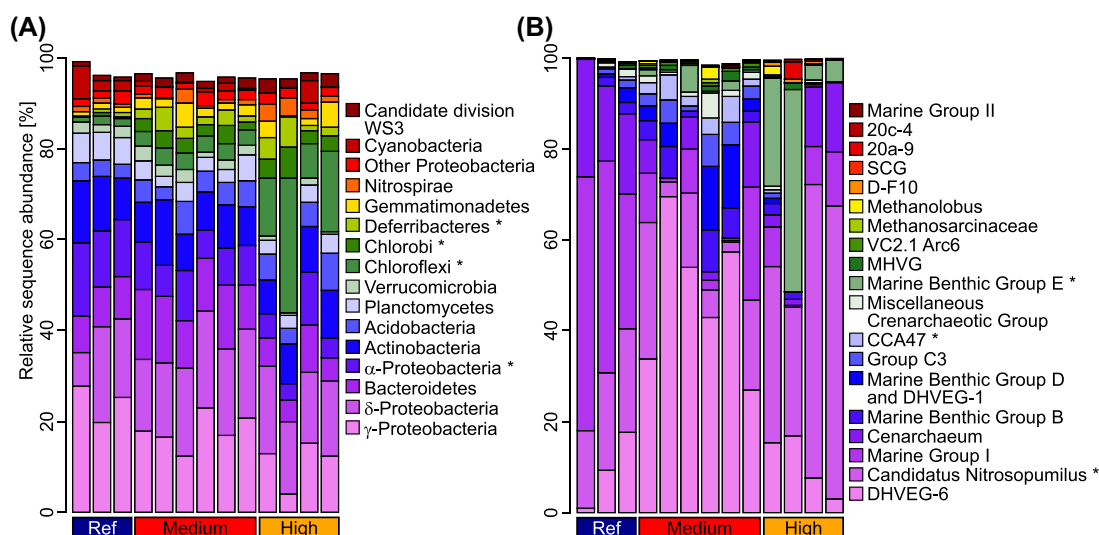 (A)
Relative sequence abundance [%]
100
80
60
40
20
0
Ref
Medium
High
Candidate division
WS3
Cyanobacteria
Other Proteobacteria
Nitrospirae
Gemmatimonadetes
Deferribacteres *
Chlorobi *
Chloroflexi *
Verrucomicrobia
Planctomycetes
Acidobacteria
Actinobacteria
α-Proteobacteria *
Bacteroidetes
δ-Proteobacteria
γ-Proteobacteria
(B)
100
80
60
40
20
0
Ref
Medium
High
Marine Group II
20c-4
20a-9
SCG
D-F10
Methanolobus
Methanosarcinaceae
VC2.1 Arc6
MHVG
Marine Benthic Group E *
Miscellaneous
Crenarchaeotic Group
CCA47 *
Group C3
Marine Benthic Group D
and DHVEG-1
Marine Benthic Group B
Cenarchaeum
Marine Group I
Candidatus Nitrosopumilus *
DHVEG-6